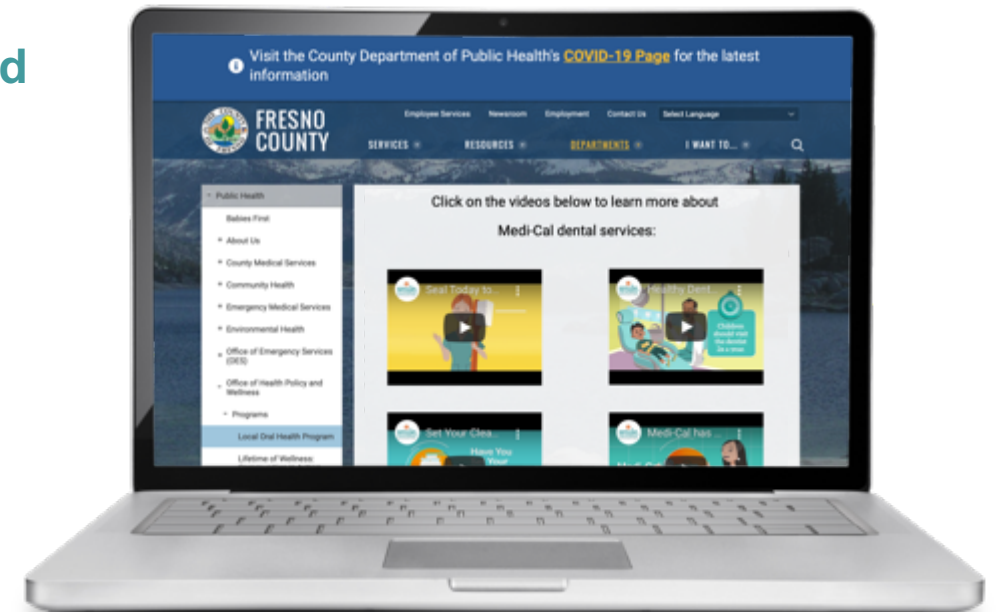 d
Visit the County Department of Public Health's COVID-19 Page for the latest
information
FRESNO
COUNTY
Employee Services
Newsroom
Employment
Contact Us
Select Language
SERVICES
RESOURCES
DEPARTMENTS
I WANT TO...
Public Health
Babies First
About Us
County Medical Services
Community Health
Emergency Medical Services
Environmental Health
Office of Emergency Services
(OES)
Office of Health Policy and
Wellness
Programs
Local Oral Health Program
Lifetime of Wellness:
Click on the videos below to learn more about
Medi-Cal dental services:
Seal Today to...
Healthy Dent...
Children
should visit
the dentist
2x a year
Set Your Clea...
Have You
Your
Medi-Cal has ...